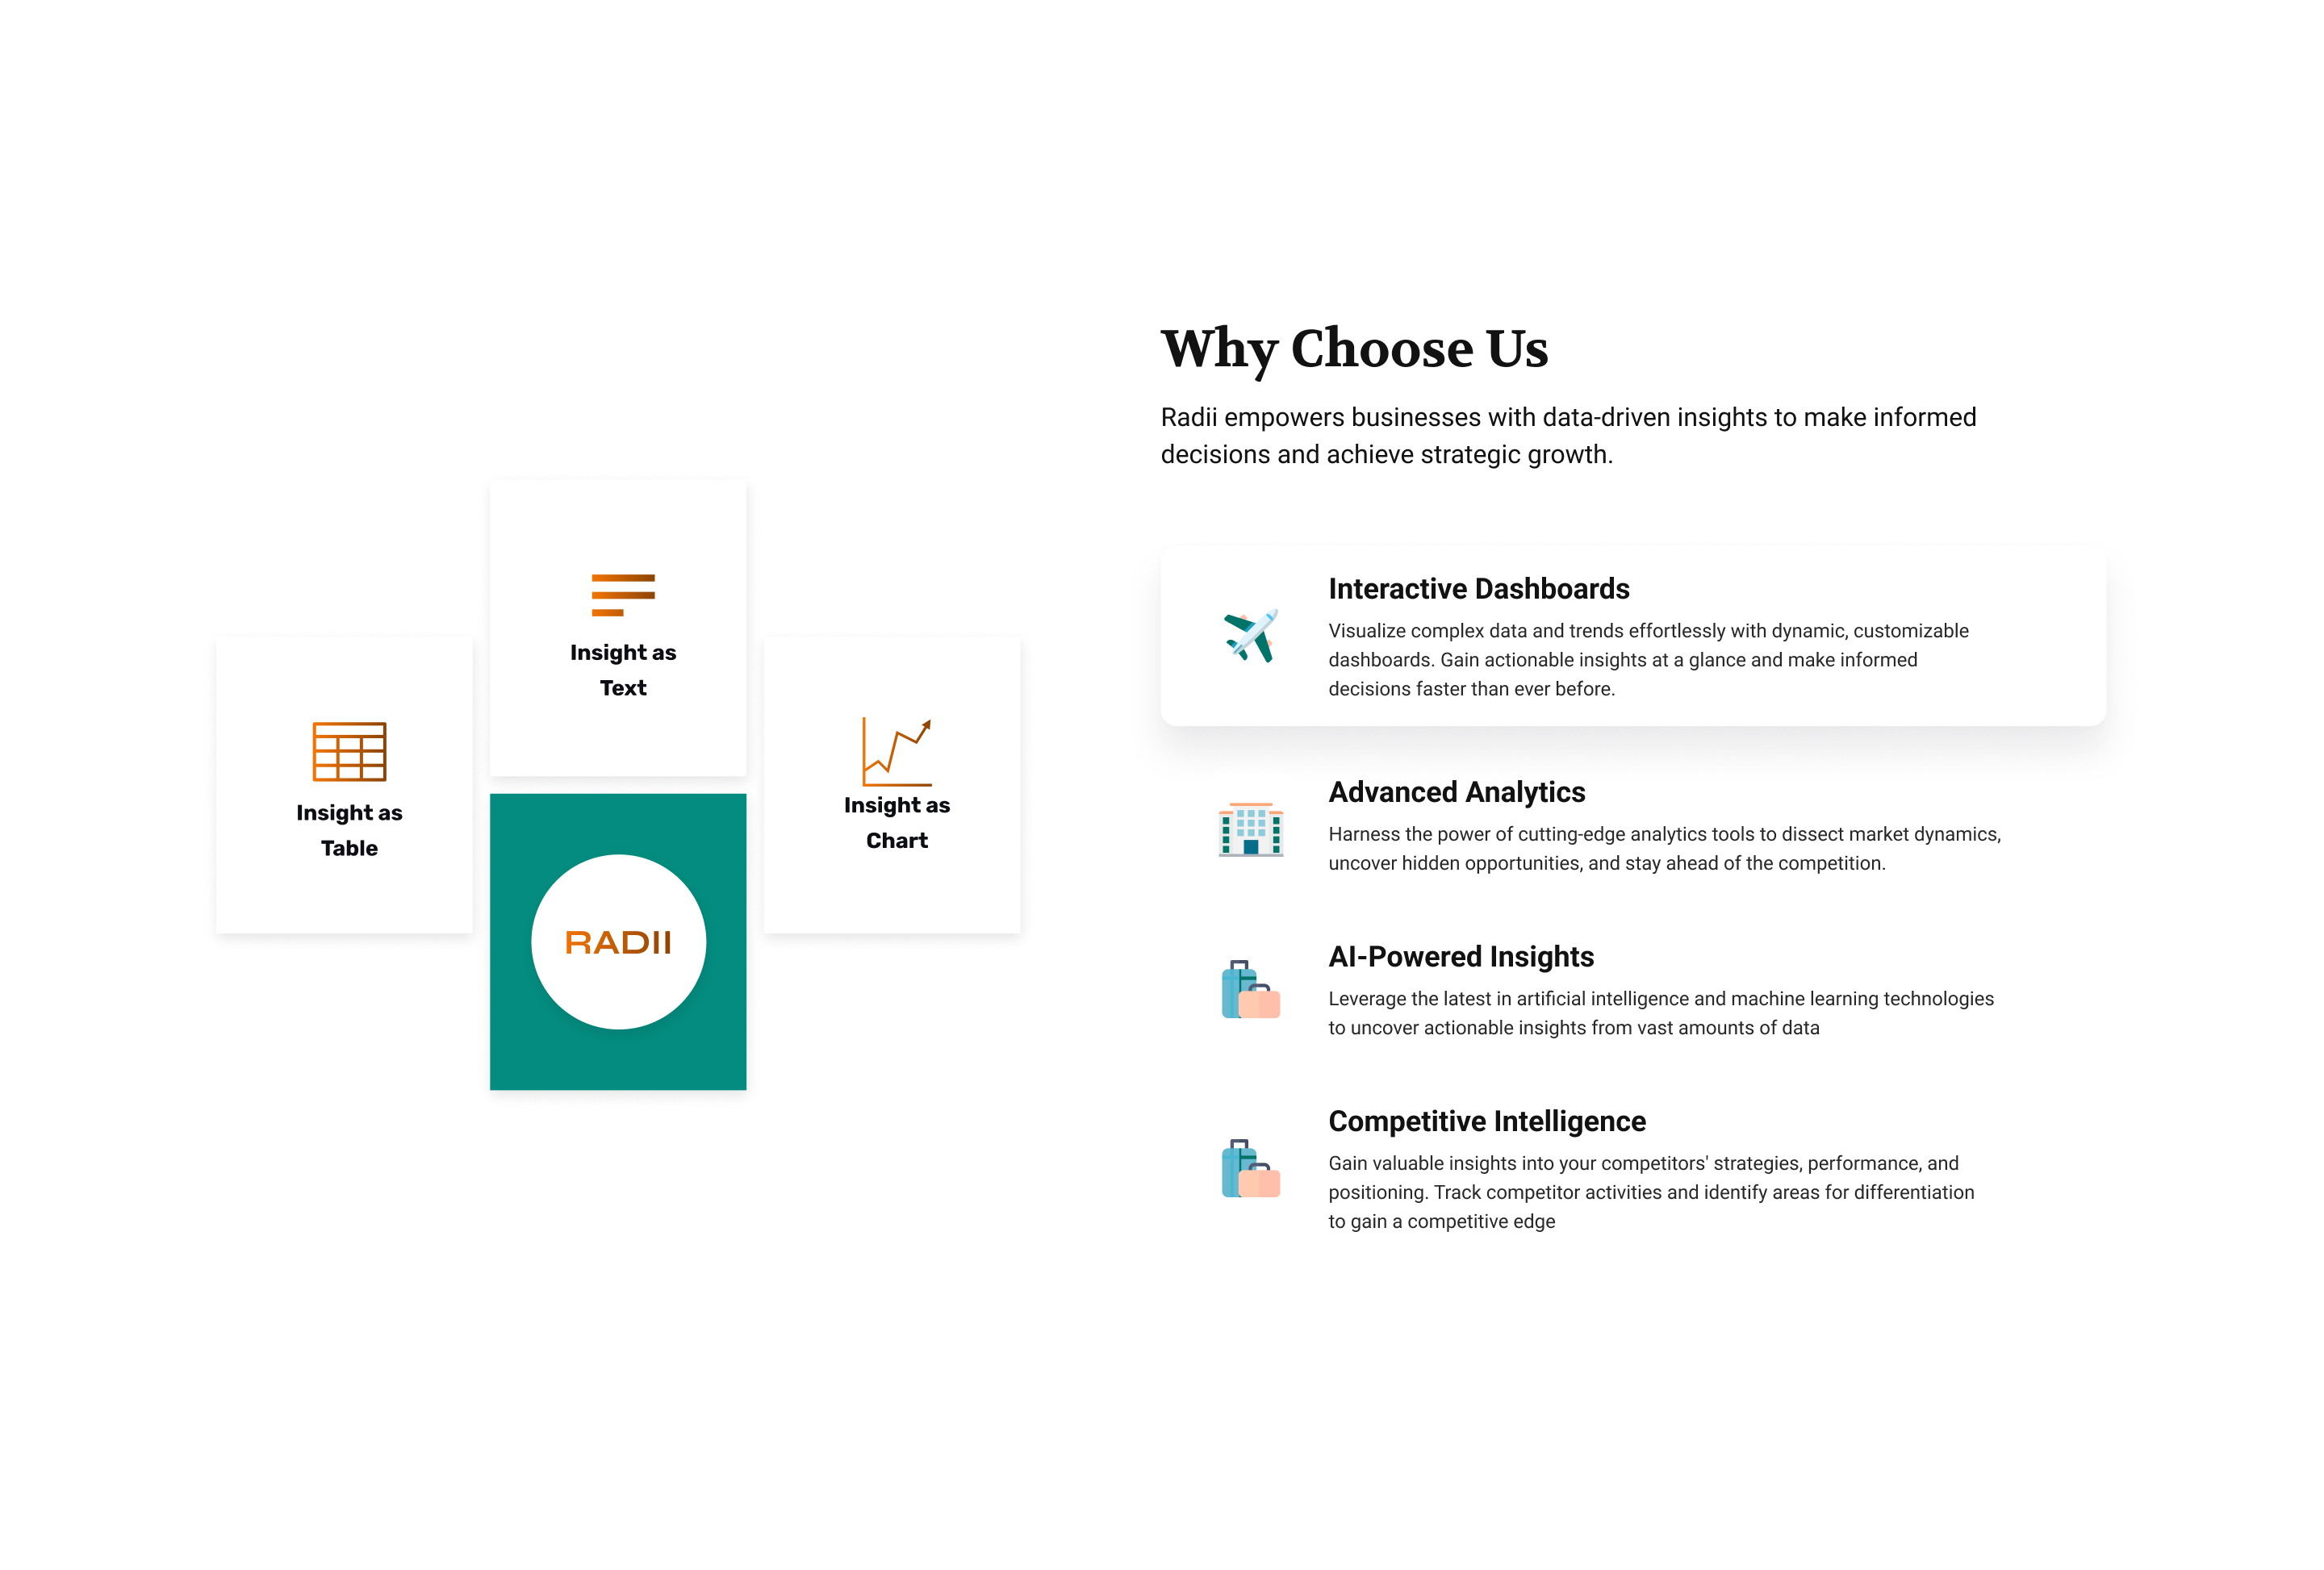 Insight as
Text
Insight as
Table
Insight as
Chart
RADII
Why Choose Us
Radii empowers businesses with data-driven insights to make informed
decisions and achieve strategic growth.
Interactive Dashboards
Visualize complex data and trends effortlessly with dynamic, customizable
dashboards. Gain actionable insights at a glance and make informed
decisions faster than ever before.
Advanced Analytics
Harness the power of cutting-edge analytics tools to dissect market dynamics,
uncover hidden opportunities, and stay ahead of the competition.
AI-Powered Insights
Leverage the latest in artificial intelligence and machine learning technologies
to uncover actionable insights from vast amounts of data
Competitive Intelligence
Gain valuable insights into your competitors' strategies, performance, and
positioning. Track competitor activities and identify areas for differentiation
to gain a competitive edge